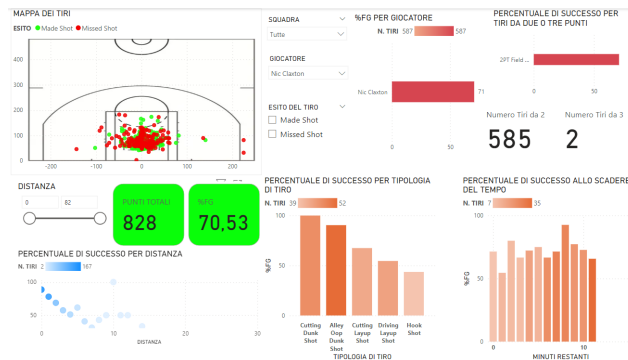 MAPPA DEI TIRI
ESITO Made Shot Missed Shot
400
300
200
100
0
-200 -100 0 100 200
SQUADRA
Tutte
GIOCATORE
Nic Claxton
ESITO DEL TIRO
Made Shot
Missed Shot
%FG PER GIOCATORE
N. TIRI 587 587
Nic Claxton 71
0 50
PERCENTUALE DI SUCCESSO PER
TIRI DA DUE O TRE PUNTI
2PT Field ...
0 50
Numero Tiri da 2 Numero Tiri da 3
585 2
DISTANZA
0 82
PUNTI TOTALI
828
%FG
70,53
PERCENTUALE DI SUCCESSO PER DISTANZA
N. TIRI 2 167
100
50
0
0 10 20 30
DISTANZA
PERCENTUALE DI SUCCESSO PER TIPOLOGIA
DI TIRO
N. TIRI 39 52
100
50
0
%FG
Cutting Dunk Shot
Alley Oop Dunk Shot
Cutting Layup Shot
Driving Layup Shot
Hook Shot
TIPOLOGIA DI TIRO
PERCENTUALE DI SUCCESSO ALLO SCADERE
DEL TEMPO
N. TIRI 7 35
100
50
0
%FG
0 10
MINUTI RESTANTI